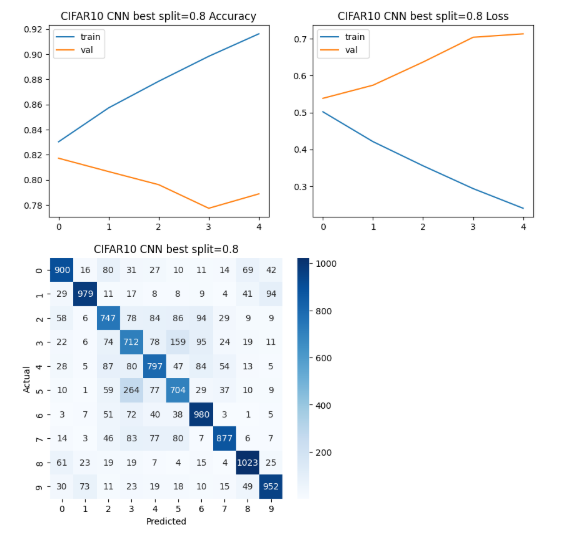 CIFAR10 CNN best split=0.8 Accuracy
train
val
0.92
0.90
0.88
0.86
0.84
0.82
0.80
0.78
0 1 2 3 4
CIFAR10 CNN best split=0.8 Loss
train
val
0.7
0.6
0.5
0.4
0.3
0 1 2 3 4
CIFAR10 CNN best split=0.8
Actual
0 900 16 80 31 27 10 11 14 69 42
1 29 979 11 17 8 8 9 4 41 94
2 58 6 747 78 84 86 94 29 9 9
3 22 6 74 712 78 159 95 24 19 11
4 28 5 87 80 797 47 84 54 13 5
5 10 1 59 264 77 704 29 37 10 9
6 3 7 51 72 40 38 980 3 1 5
7 14 3 46 83 77 80 7 877 6 7
8 61 23 19 19 7 4 15 4 1023 25
9 30 73 11 23 19 18 10 15 49 952
0 1 2 3 4 5 6 7 8 9
Predicted
1000
800
600
400
200